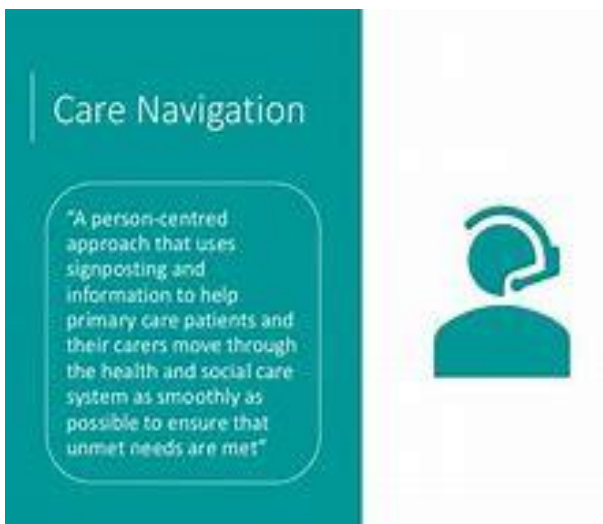 Care Navigation
"A person-centred
approach that uses
signposting and
information to help
primary care patients and
their carers move through
the health and social care
system as smoothly as
possible to ensure that
unmet needs are met"